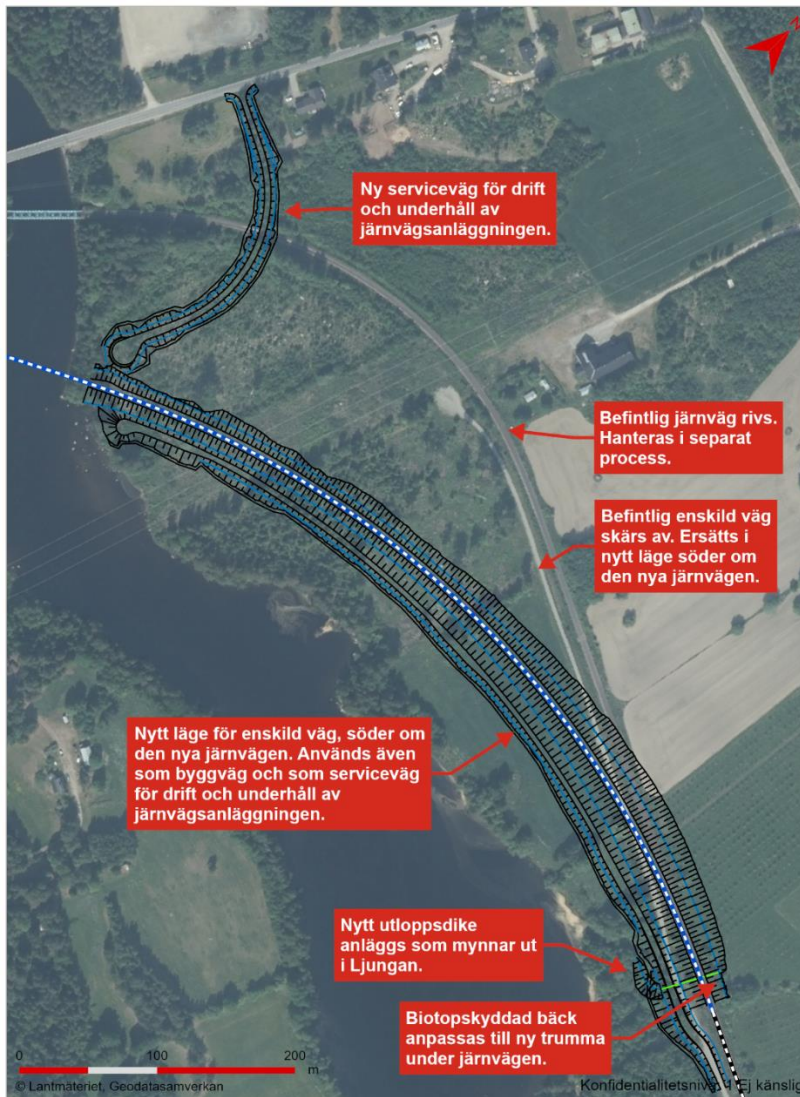 N
Ny serviceväg för drift
och underhåll av
järnvägsanläggningen.
Befintlig järnväg rivs.
Hanteras i separat
process.
Befintlig enskild väg
skärs av. Ersätts i
nytt läge söder om
den nya järnvägen.
Nytt läge för enskild väg, söder om
den nya järnvägen. Används även
som byggväg och som serviceväg
för drift och underhåll av
järnvägsanläggningen.
Nytt utloppsdike
anläggs som mynnar ut
i Ljungan.
Biotopskyddad bäck
anpassas till ny trumma
under järnvägen.
0 100 200
m
© Lantmäteriet, Geodatasamverkan
Konfidentialitetsnivå: 1 Ej känslig